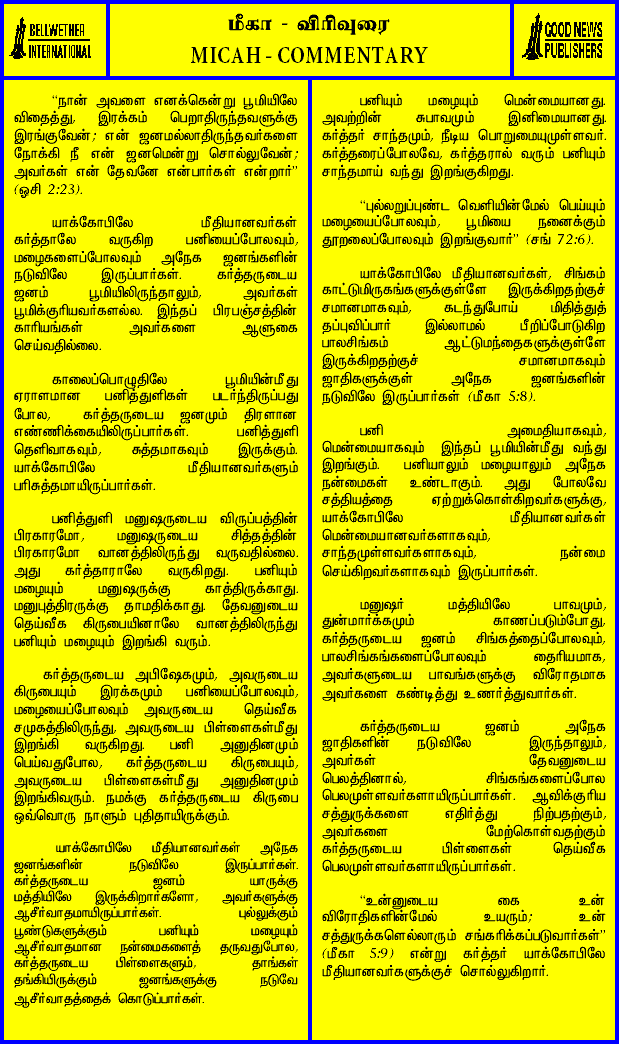 BELLWETHER
INTERNATIONAL
மீகா - விரிவுரை
MICAH - COMMENTARY
GOOD NEWS
PUBLISHERS
“நான் அவளை எனக்கென்று பூமியிலே
விதைத்து, இரக்கம் பெறாதிருந்தவளுக்கு
இரங்குவேன்; என் ஜனமல்லாதிருந்தவர்களை
நோக்கி நீ என் ஜனமென்று சொல்லுவேன்;
அவர்கள் என் தேவனே என்பார்கள் என்றார்”
(ஓசி 2:23).
யாக்கோபிலே மீதியானவர்கள்
கர்த்தாலே வருகிற பனியைப்போலவும்,
மழைகளைப்போலவும் அநேக ஜனங்களின்
நடுவிலே இருப்பார்கள். கர்த்தருடைய
ஜனம் பூமியிலிருந்தாலும், அவர்கள்
பூமிக்குரியவர்களல்ல. இந்தப் பிரபஞ்சத்தின்
காரியங்கள் அவர்களை ஆளுகை
செய்வதில்லை.
காலைப்பொழுதிலே பூமியின்மீது
ஏராளமான பனித்துளிகள் படர்ந்திருப்பது
போல, கர்த்தருடைய ஜனமும் திரளான
எண்ணிக்கையிலிருப்பார்கள். பனித்துளி
தெளிவாகவும், சுத்தமாகவும் இருக்கும்.
யாக்கோபிலே மீதியானவர்களும்
பரிசுத்தமாயிருப்பார்கள்.
பனித்துளி மனுஷருடைய விருப்பத்தின்
பிரகாரமோ, மனுஷருடைய சித்தத்தின்
பிரகாரமோ வானத்திலிருந்து வருவதில்லை.
அது கர்த்தாராலே வருகிறது. பனியும்
மழையும் மனுஷருக்கு காத்திருக்காது.
மனுபுத்திரருக்கு தாமதிக்காது. தேவனுடைய
தெய்வீக கிருபையினாலே வானத்திலிருந்து
பனியும் மழையும் இறங்கி வரும்.
கர்த்தருடைய அபிஷேகமும், அவருடைய
கிருபையும் இரக்கமும் பனியைப்போலவும்,
மழையைப்போலவும் அவருடைய தெய்வீக
சமுகத்திலிருந்து, அவருடைய பிள்ளைகள்மீது
இறங்கி வருகிறது. பனி அனுதினமும்
பெய்வதுபோல, கர்த்தருடைய கிருபையும்,
அவருடைய பிள்ளைகள்மீது அனுதினமும்
இறங்கிவரும். நமக்கு கர்த்தருடைய கிருபை
ஒவ்வொரு நாளும் புதிதாயிருக்கும்.
யாக்கோபிலே மீதியானவர்கள் அநேக
ஜனங்களின் நடுவிலே இருப்பார்கள்.
கர்த்தருடைய ஜனம் யாருக்கு
மத்தியிலே இருக்கிறார்களோ, அவர்களுக்கு
ஆசீர்வாதமாயிருப்பார்கள். புல்லுக்கும்
பூண்டுகளுக்கும் பனியும் மழையும்
ஆசீர்வாதமான நன்மைகளைத் தருவதுபோல,
கர்த்தருடைய பிள்ளைகளும், தாங்கள்
தங்கியிருக்கும் ஜனங்களுக்கு நடுவே
ஆசீர்வாதத்தைக் கொடுப்பார்கள்.
பனியும் மழையும் மென்மையானது.
அவற்றின் சுபாவமும் இனிமையானது.
கர்த்தர் சாந்தமும், நீடிய பொறுமையுமுள்ளவர்.
கர்த்தரைப்போலவே, கர்த்தரால் வரும் பனியும்
சாந்தமாய் வந்து இறங்குகிறது.
“புல்லறுப்புண்ட வெளியின்மேல் பெய்யும்
மழையைப்போலவும், பூமியை நனைக்கும்
தூறலைப்போலவும் இறங்குவார்” (சங் 72:6).
யாக்கோபிலே மீதியானவர்கள், சிங்கம்
காட்டுமிருகங்களுக்குள்ளே இருக்கிறதற்குச்
சமானமாகவும், கடந்துபோய் மிதித்துத்
தப்புவிப்பார் இல்லாமல் பீறிப்போடுகிற
பாலசிங்கம் ஆட்டுமந்தைகளுக்குள்ளே
இருக்கிறதற்குச் சமானமாகவும்
ஜாதிகளுக்குள் அநேக ஜனங்களின்
நடுவிலே இருப்பார்கள் (மீகா 5:8).
பனி அமைதியாகவும்,
மென்மையாகவும் இந்தப் பூமியின்மீது வந்து
இறங்கும். பனியாலும் மழையாலும் அநேக
நன்மைகள் உண்டாகும். அது போலவே
சத்தியத்தை ஏற்றுக்கொள்கிறவர்களுக்கு,
யாக்கோபிலே மீதியானவர்கள்
மென்மையானவர்களாகவும்,
சாந்தமுள்ளவர்களாகவும், நன்மை
செய்கிறவர்களாகவும் இருப்பார்கள்.
மனுஷர் மத்தியிலே பாவமும்,
துன்மார்க்கமும் காணப்படும்போது,
கர்த்தருடைய ஜனம் சிங்கத்தைப்போலவும்,
பாலசிங்கங்களைப்போலவும் தைரியமாக,
அவர்களுடைய பாவங்களுக்கு விரோதமாக
அவர்களை கண்டித்து உணர்த்துவார்கள்.
கர்த்தருடைய ஜனம் அநேக
ஜாதிகளின் நடுவிலே இருந்தாலும்,
அவர்கள் தேவனுடைய
பெலத்தினால், சிங்கங்களைப்போல
பெலமுள்ளவர்களாயிருப்பார்கள். ஆவிக்குரிய
சத்துருக்களை எதிர்த்து நிற்பதற்கும்,
அவர்களை மேற்கொள்வதற்கும்
கர்த்தருடைய பிள்ளைகள் தெய்வீக
பெலமுள்ளவர்களாயிருப்பார்கள்.
“உன்னுடைய கை உன்
விரோதிகளின்மேல் உயரும்; உன்
சத்துருக்களெல்லாரும் சங்கரிக்கப்படுவார்கள்”
(மீகா 5:9) என்று கர்த்தர் யாக்கோபிலே
மீதியானவர்களுக்குச் சொல்லுகிறார்.